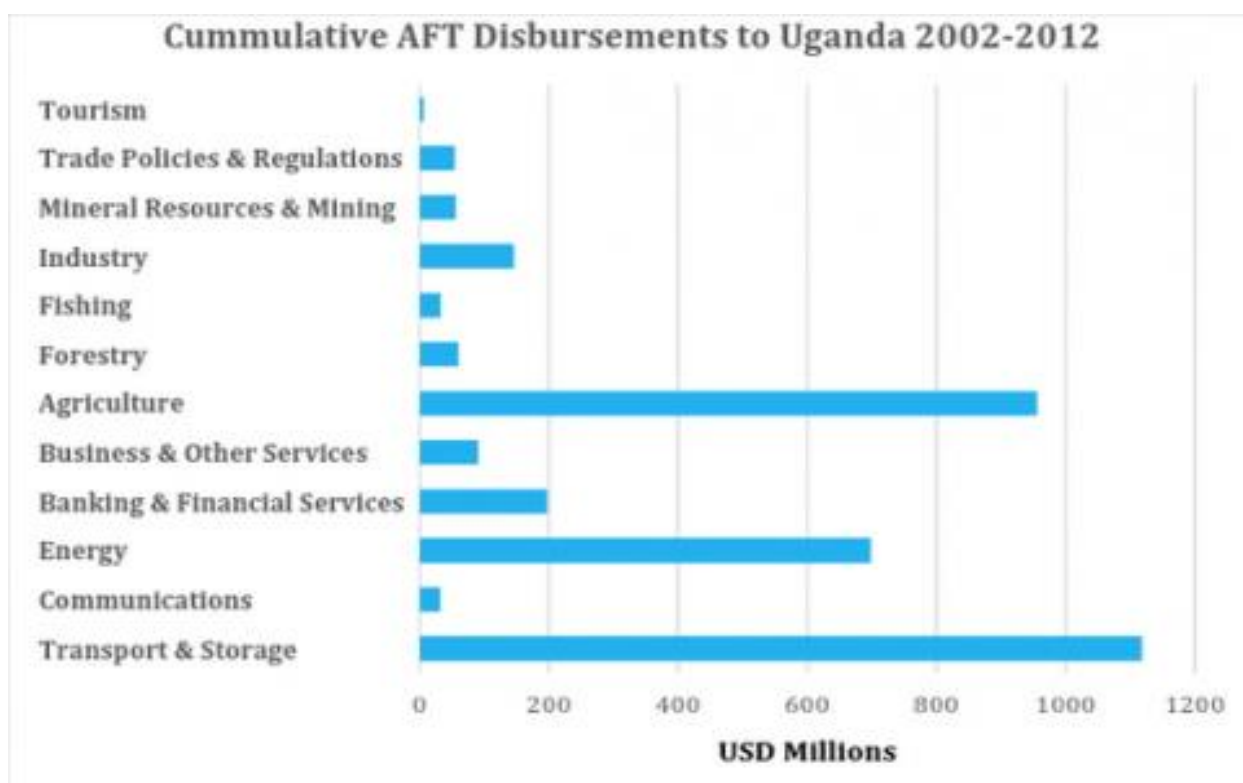 Cummulative AFT Disbursements to Uganda 2002-2012
Tourism
Trade Policies & Regulations
Mineral Resources & Mining
Industry
Fishing
Forestry
Agriculture
Business & Other Services
Banking & Financial Services
Energy
Communications
Transport & Storage
0 200 400 600 800 1000 1200
USD Millions